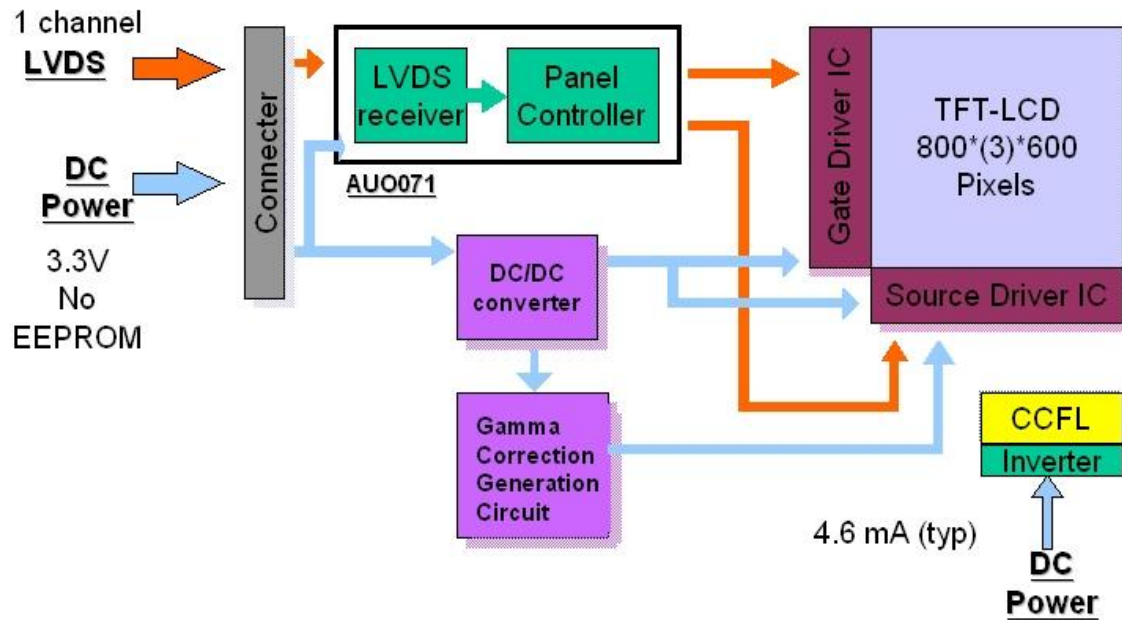 1 channel
LVDS
DC
Power
3.3V
No
EEPROM
Connecter
LVDS
receiver
Panel
Controller
AUO071
DC/DC
converter
Gamma
Correction
Generation
Circuit
Gate Driver IC
TFT-LCD
800*(3)*600
Pixels
Source Driver IC
CCFL
Inverter
4.6 mA (typ)
DC
Power